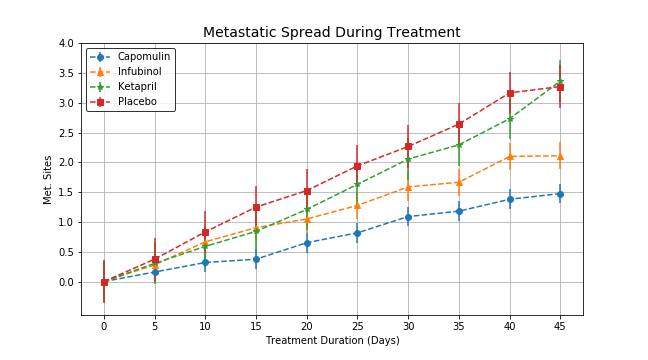 Metastatic Spread During Treatment
Capomulin
Infubinol
Ketapril
Placebo
4.0
3.5
3.0
2.5
2.0
1.5
1.0
0.5
0.0
Met. Sites
0 5 10 15 20 25 30 35 40 45
Treatment Duration (Days)